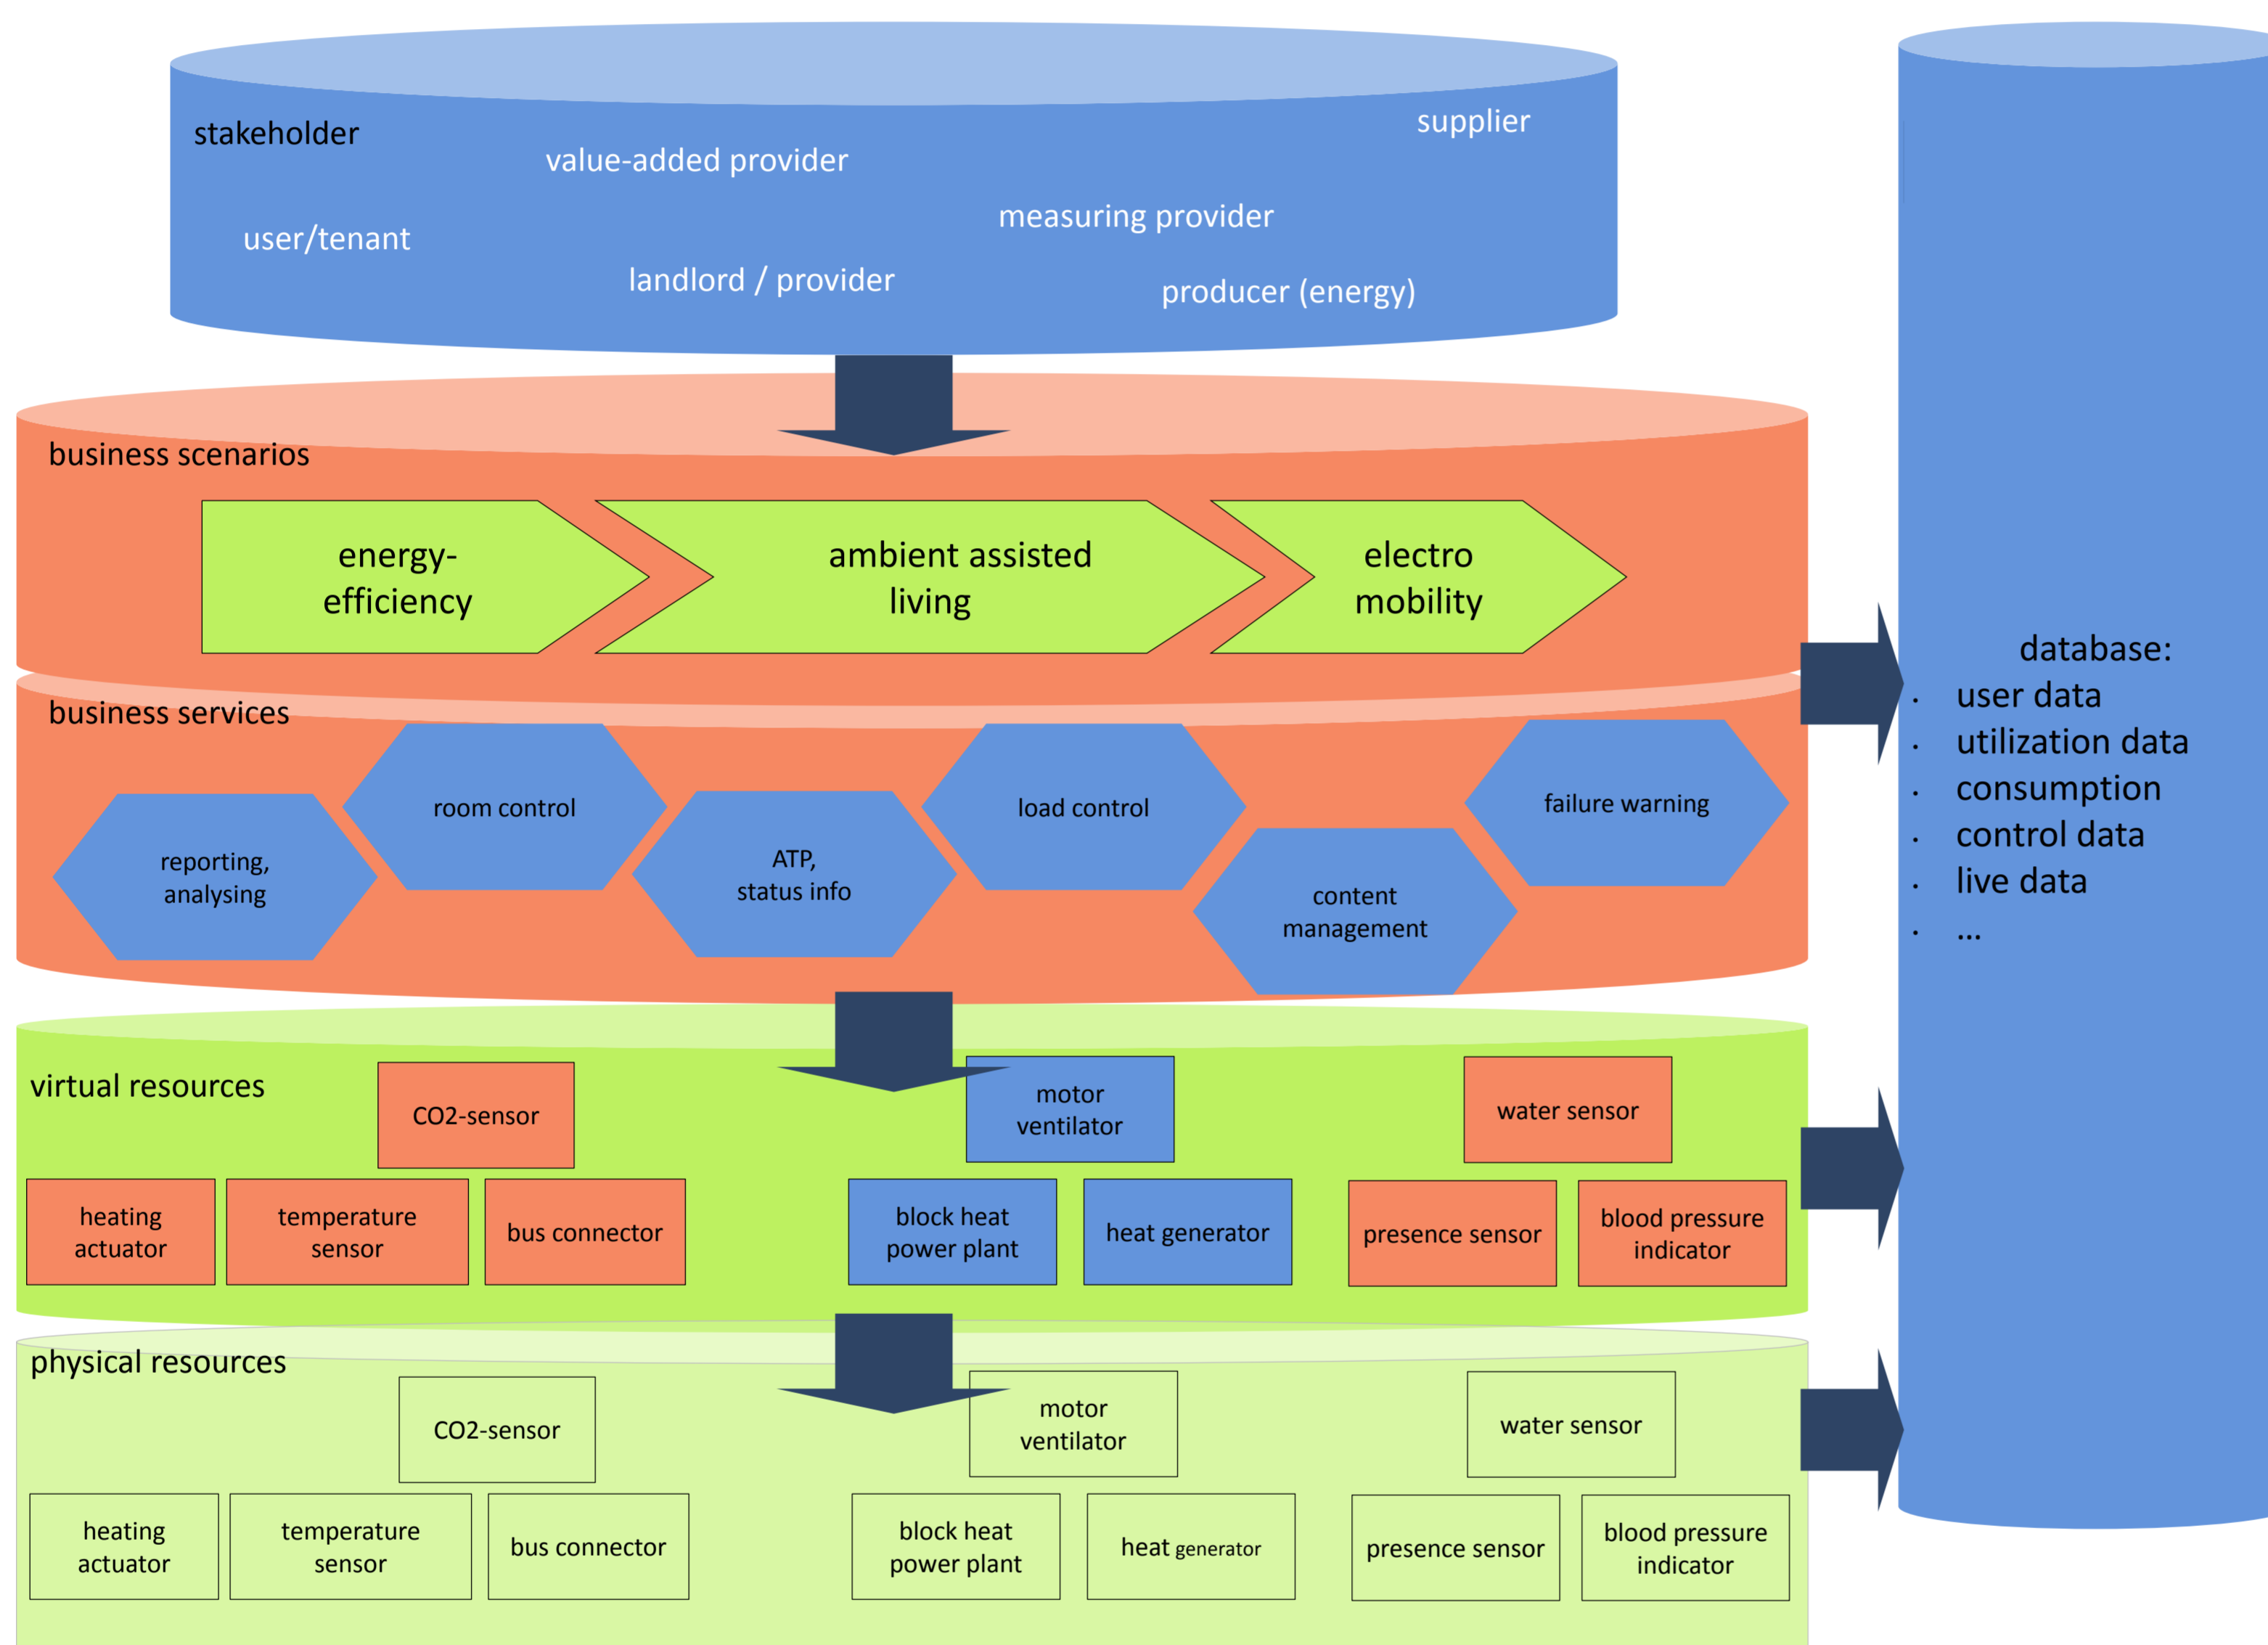 stakeholder
supplier
value-added provider
measuring provider
user/tenant
landlord / provider
producer (energy)
business scenarios
energy-
efficiency
ambient assisted
living
electro
mobility
business services
reporting,
analysing
room control
ATP,
status info
load control
content
management
failure warning
virtual resources
CO2-sensor
motor
ventilator
water sensor
heating
actuator
temperature
sensor
bus connector
block heat
power plant
heat generator
presence sensor
blood pressure
indicator
physical resources
CO2-sensor
motor
ventilator
water sensor
heating
actuator
temperature
sensor
bus connector
block heat
power plant
heat generator
presence sensor
blood pressure
indicator
database:
• user data
• utilization data
• consumption
• control data
• live data
• ...